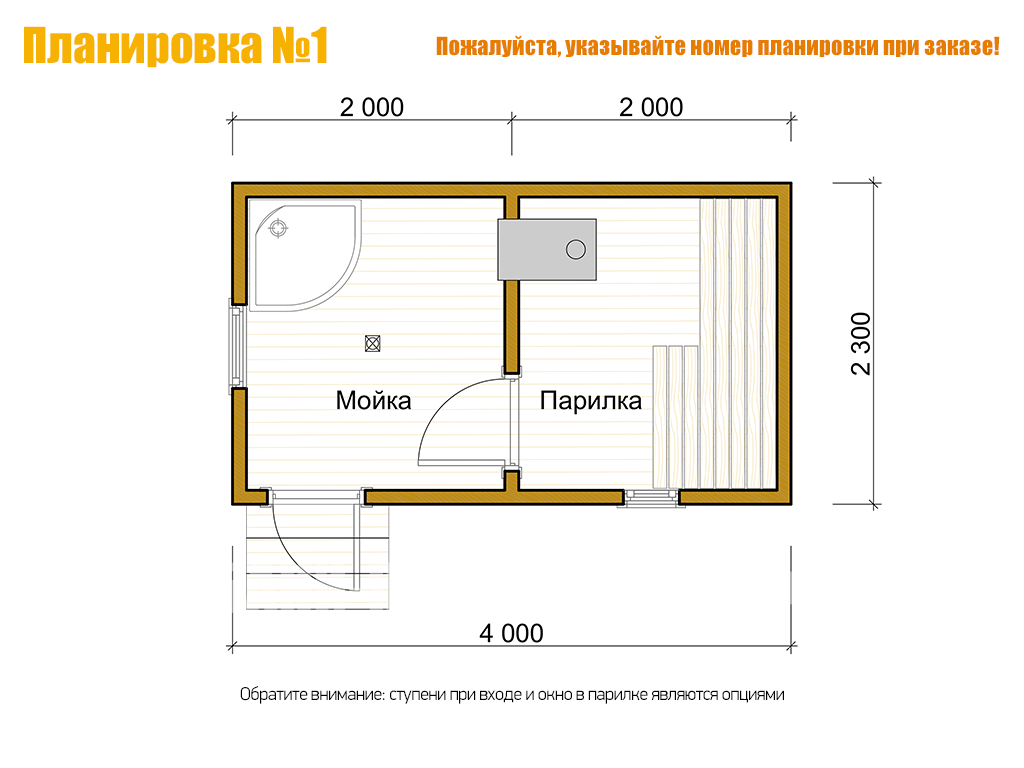 Планировка №1
Пожалуйста, указывайте номер планировки при заказе!
2 000
2 000
2 300
Мойка
Парилка
4 000
Обратите внимание: ступени при входе и окно в парилке являются опциями